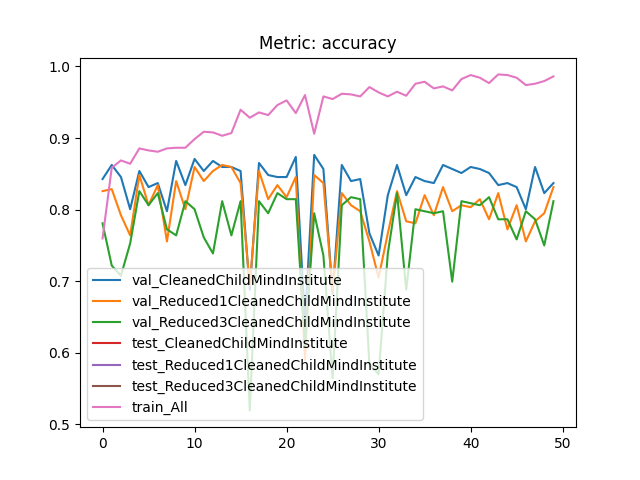 Metric: accuracy
1.0
0.9
0.8
0.7
0.6
0.5
val_CleanedChildMindInstitute
val_Reduced1CleanedChildMindInstitute
val_Reduced3CleanedChildMindInstitute
test_CleanedChildMindInstitute
test_Reduced1CleanedChildMindInstitute
test_Reduced3CleanedChildMindInstitute
train_All
0 10 20 30 40 50